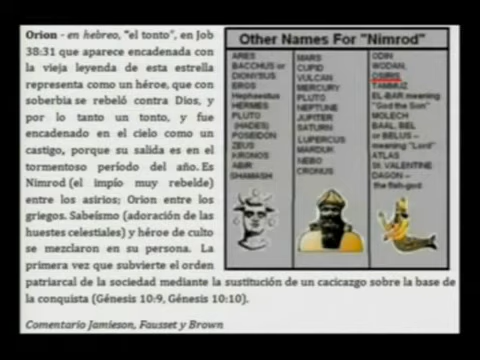 Orion - en hebreo, "el tonto", en Job
38:31 que aparece encadenada con
la vieja leyenda de esta estrella
representa como un héroe, que con
soberbia se rebeló contra Dios, y
por lo tanto un tonto, y fue
encadenado en el cielo como un
castigo, porque su salida es en el
tormentoso período del año. Es
Nimrod (el impío muy rebelde)
entre los asirios; Orion entre los
griegos. Sabeísmo (adoración de las
huestes celestiales) y héroe de culto
se mezclaron en su persona. La
primera vez que subvierte el orden
patriarcal de la sociedad mediante la sustitución de un cacicazgo sobre la base de
la conquista (Génesis 10:9, Génesis 10:10).
Comentario Jamieson, Fausset y Brown
Other Names For "Nimrod"
ARES
BACCHUS or
DIONYSUS
EROS
Hephaestus
HERMES
PLUTO
(HADES)
POSEIDON
ZEUS
KRONOS
ABIR
SHAMASH
MARS
CUPID
VULCAN
MERCURY
PLUTO
NEPTUNE
JUPITER
SATURN
LUPERCUS
MARDUK
NEBO
CRONUS
ODIN
WODAN,
OSIRIS
TAMMUZ
EL-BAR meaning
"God the Son"
MOLECH
BAAL, BEL
or BELUS -
meaning "Lord"
ATLAS
St. VALENTINE
DAGON -
the fish-god